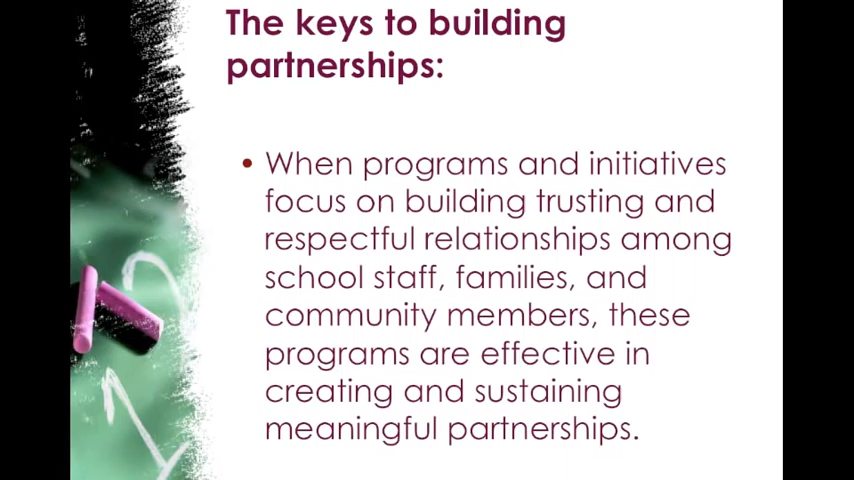 The keys to building
partnerships:
• When programs and initiatives
focus on building trusting and
respectful relationships among
school staff, families, and
community members, these
programs are effective in
creating and sustaining
meaningful partnerships.